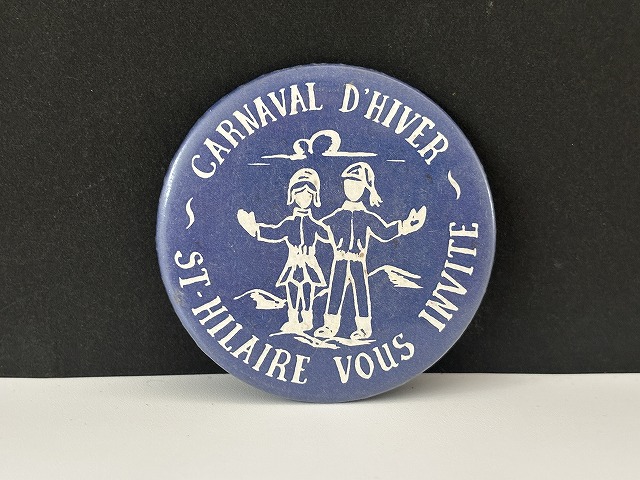 ~ CARNAVAL D'HIVER ~
ST-HILAIRE VOUS INVITE